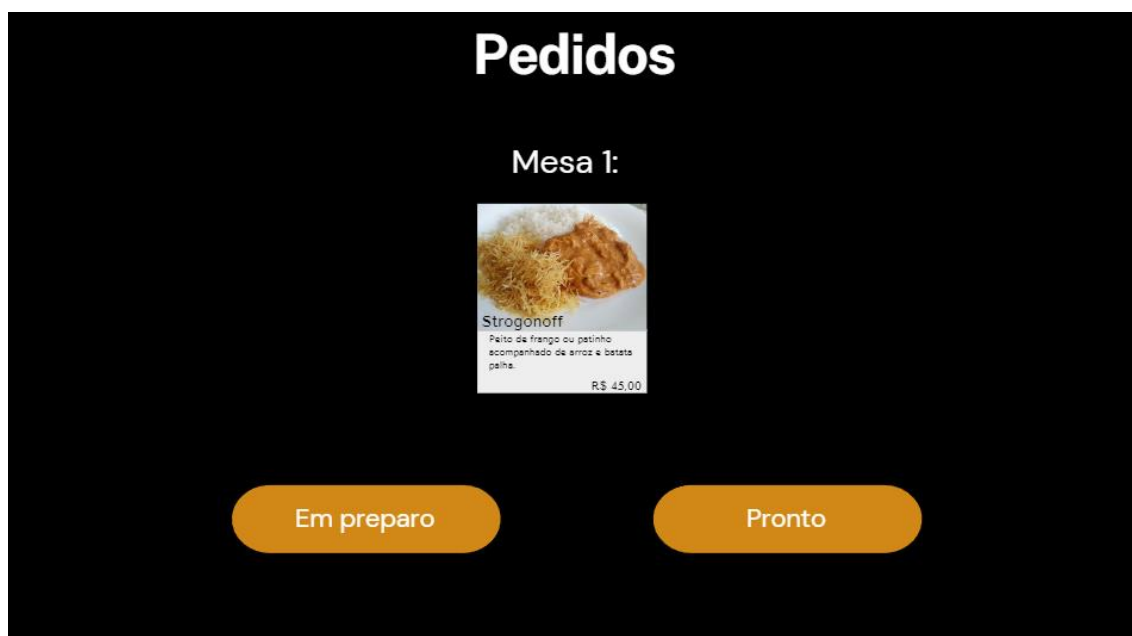 Pedidos
Mesa 1:
Strogonoff
Peito de frango ou patinho
acompanhado de arroz e batata
palha.
R$ 45,00
Em preparo
Pronto